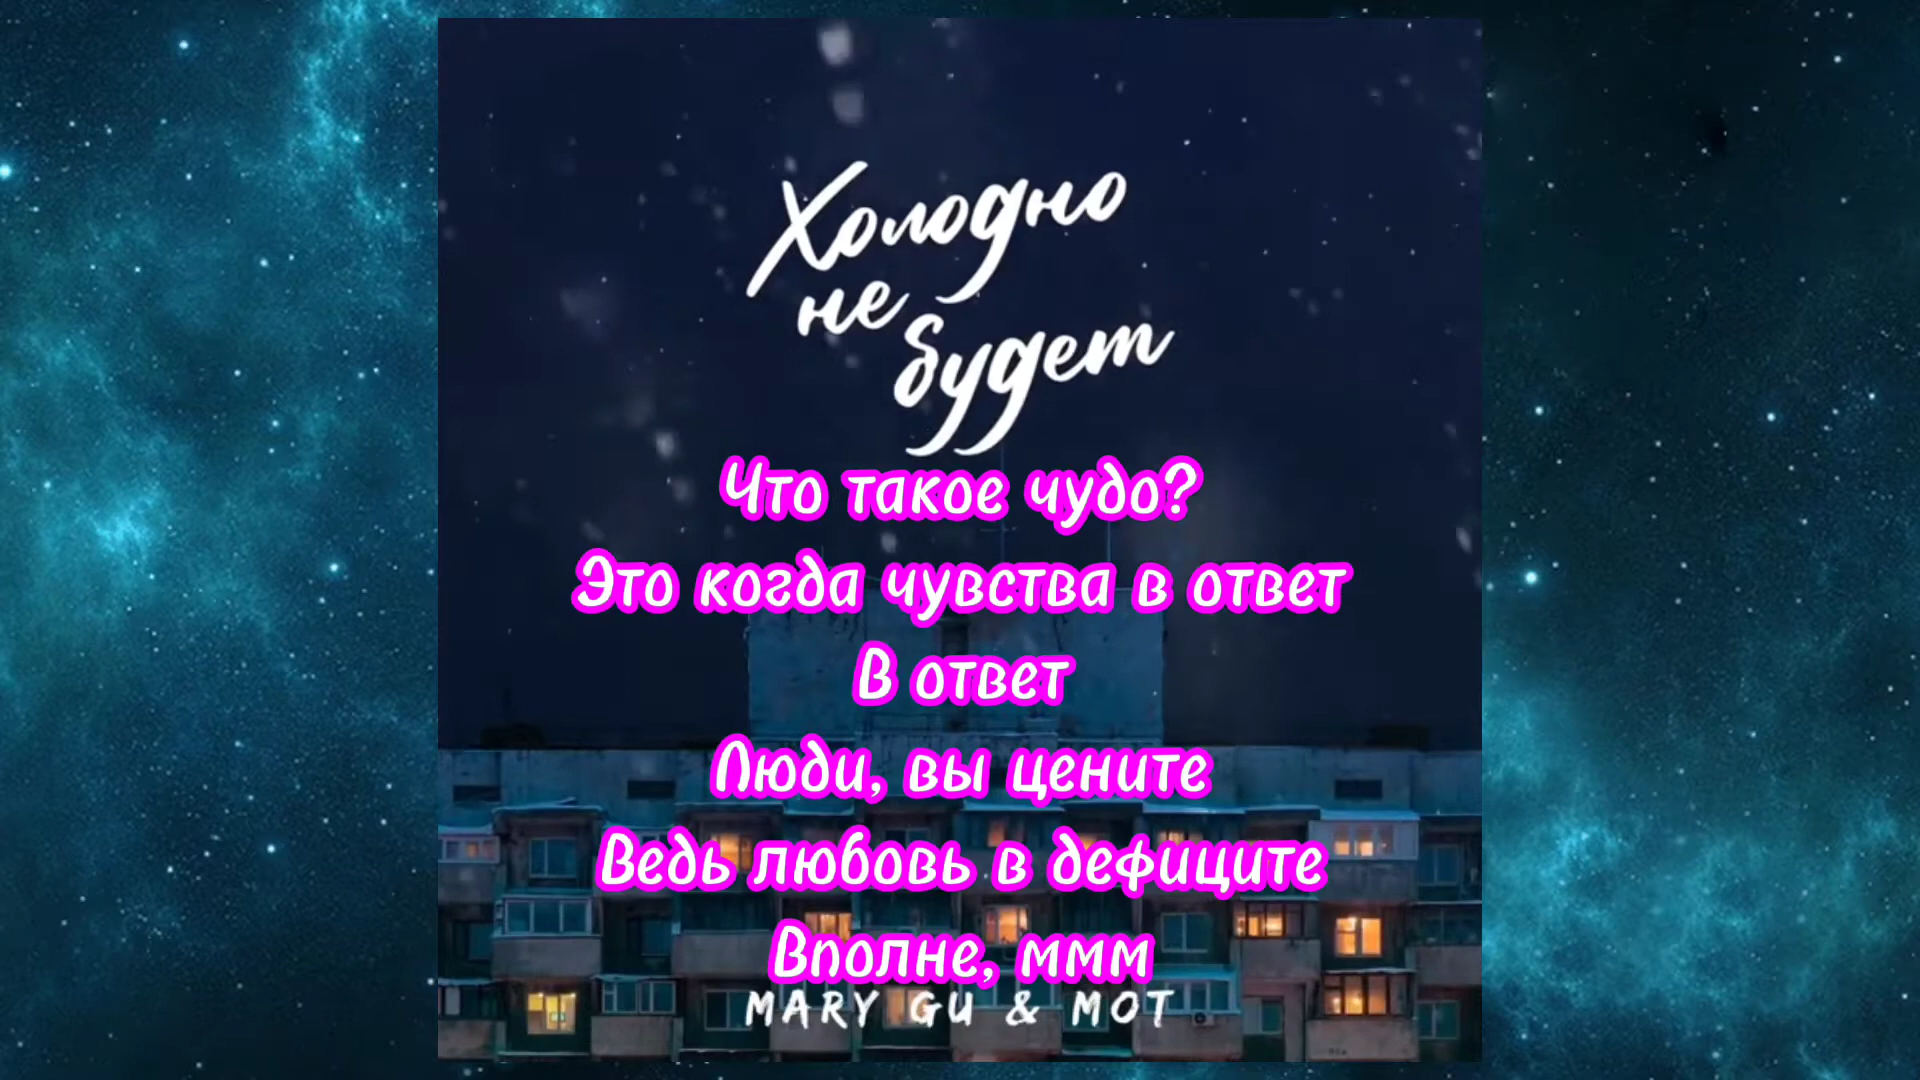 Холодно
не
будет
Что такое чудо?
Это когда чувства в ответ
В ответ
Люди, вы цените
Ведь любовь в дефиците
Вполне, ммм
MARY GU & МОТ